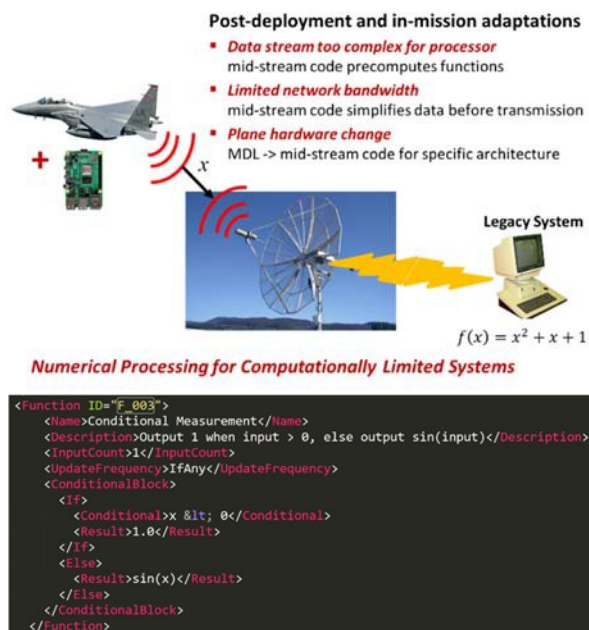 Post-deployment and in-mission adaptations
▪ Data stream too complex for processor
mid-stream code precomputes functions
▪ Limited network bandwidth
mid-stream code simplifies data before transmission
▪ Plane hardware change
MDL -> mid-stream code for specific architecture
+
x
Legacy System
f(x) = x² + x + 1
Numerical Processing for Computationally Limited Systems
<Function ID="F_003">
<Name>Conditional Measurement</Name>
<Description>Output 1 when input > 0, else output sin(input)</Description>
<InputCount>1</InputCount>
<UpdateFrequency>IfAny</UpdateFrequency>
<ConditionalBlock>
<If>
<Conditional>x &lt; 0</Conditional>
<Result>1.0</Result>
</If>
<Else>
<Result>sin(x)</Result>
</Else>
</ConditionalBlock>
</Function>